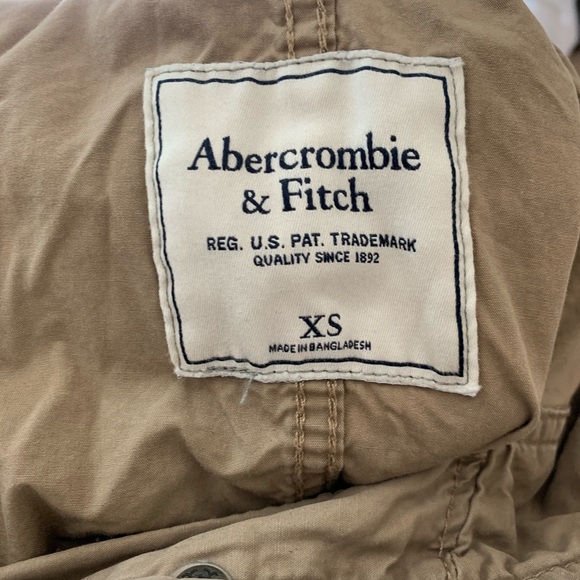 Abercrombie
& Fitch
REG. U.S. PAT. TRADEMARK
QUALITY SINCE 1892
XS
MADE IN BANGLADESH